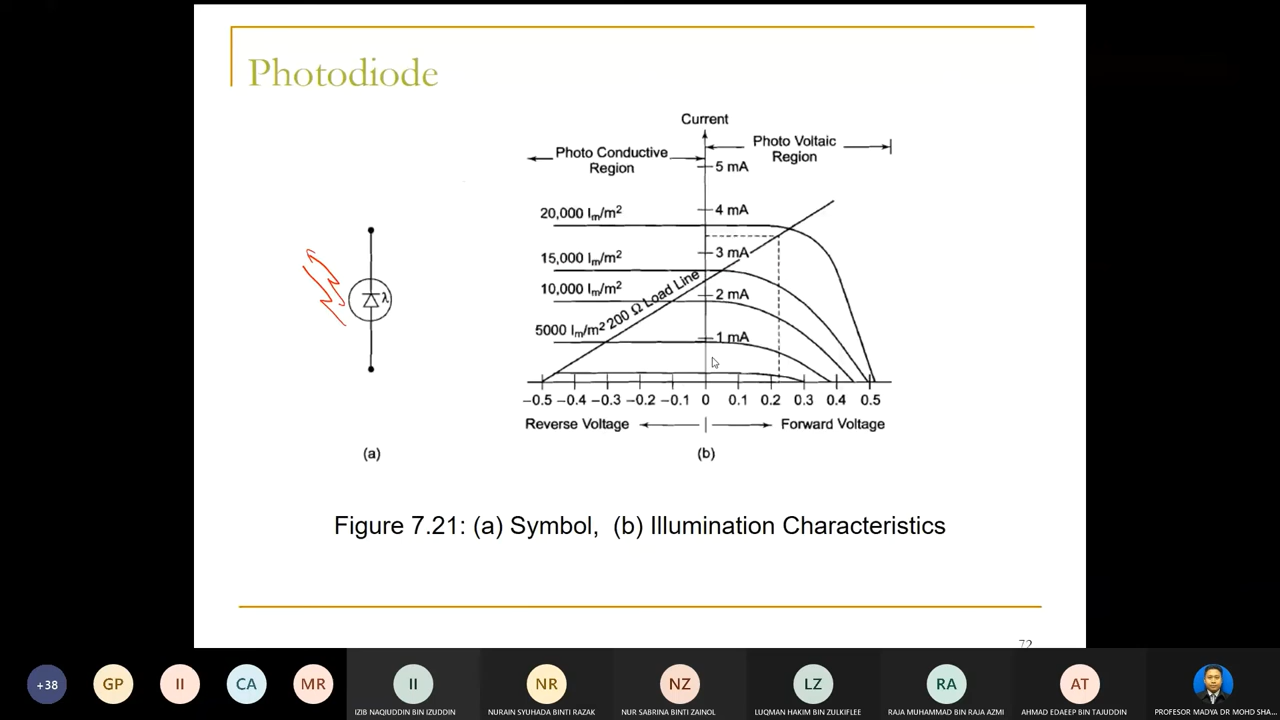 Photodiode
Current
Photo Conductive
Region
Photo Voltaic
Region
5 mA
20,000 lm/m²
4 mA
15,000 lm/m²
3 mA
10,000 lm/m²
2 mA
200 Ω Load Line
5000 lm/m²
1 mA
λ
−0.5 −0.4 −0.3 −0.2 −0.1 0 0.1 0.2 0.3 0.4 0.5
Reverse Voltage
Forward Voltage
(a)
(b)
Figure 7.21: (a) Symbol, (b) Illumination Characteristics
72
+38
GP
II
CA
MR
II
NR
NZ
LZ
RA
AT
IZIB NAQIUDDIN BIN IZUDDIN
NURAIN SYUHADA BINTI RAZAK
NUR SABRINA BINTI ZAINOL
LUQMAN HAKIM BIN ZULKIFLEE
RAJA MUHAMMAD BIN RAJA AZMI
AHMAD EDAEEP BIN TAJUDDIN
PROFESOR MADYA DR MOHD SHA...